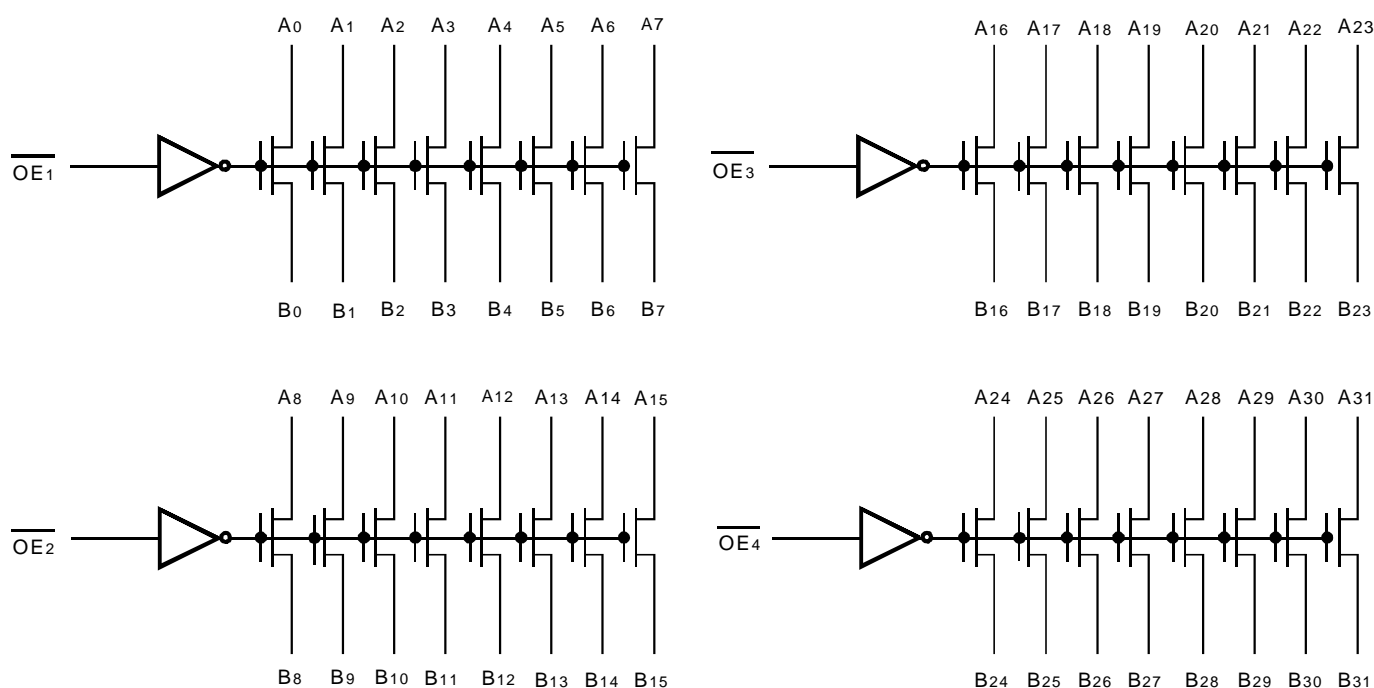 A0 A1 A2 A3 A4 A5 A6 A7
OE1
B0 B1 B2 B3 B4 B5 B6 B7
A16 A17 A18 A19 A20 A21 A22 A23
OE3
B16 B17 B18 B19 B20 B21 B22 B23
A8 A9 A10 A11 A12 A13 A14 A15
OE2
B8 B9 B10 B11 B12 B13 B14 B15
A24 A25 A26 A27 A28 A29 A30 A31
OE4
B24 B25 B26 B27 B28 B29 B30 B31